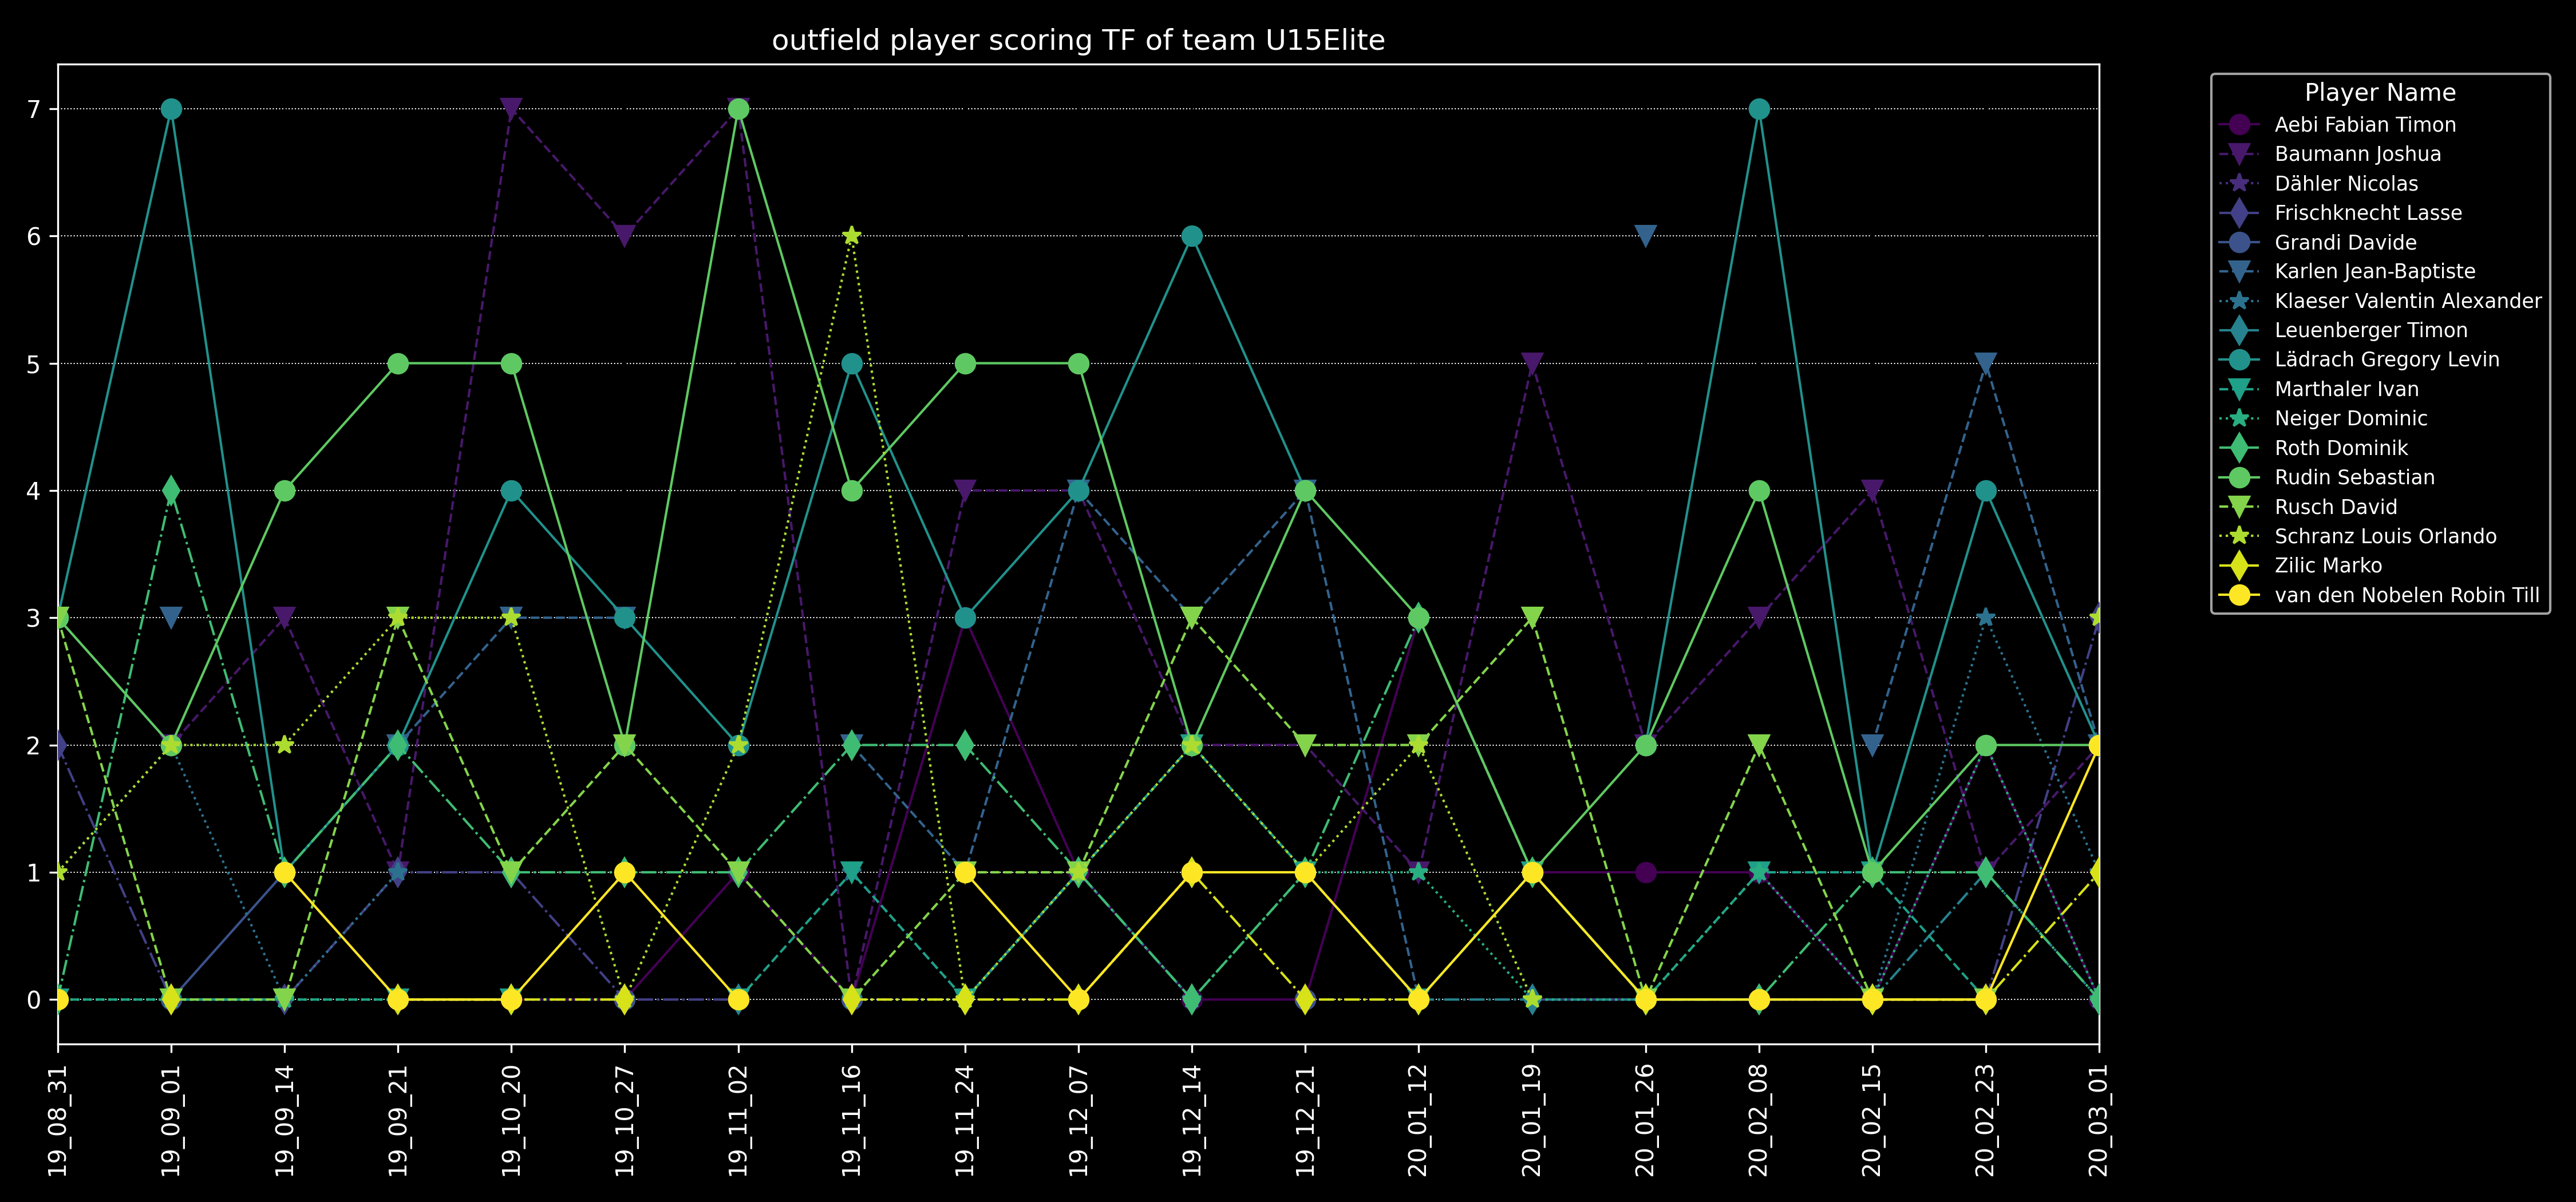 outfield player scoring TF of team U15Elite
7
6
5
4
3
2
1
0
19_08_31
19_09_01
19_09_14
19_09_21
19_10_20
19_10_27
19_11_02
19_11_16
19_11_24
19_12_07
19_12_14
19_12_21
20_01_12
20_01_19
20_01_26
20_02_08
20_02_15
20_02_23
20_03_01
Player Name
Aebi Fabian Timon
Baumann Joshua
Dähler Nicolas
Frischknecht Lasse
Grandi Davide
Karlen Jean-Baptiste
Klaeser Valentin Alexander
Leuenberger Timon
Lädrach Gregory Levin
Marthaler Ivan
Neiger Dominic
Roth Dominik
Rudin Sebastian
Rusch David
Schranz Louis Orlando
Zilic Marko
van den Nobelen Robin Till